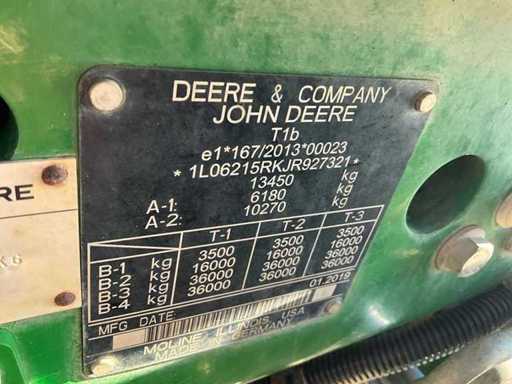 DEERE & COMPANY
JOHN DEERE
T1b
e1*167/2013*00023
*1L06215RKJR927321*
13450 kg
A-1: 6180 kg
A-2: 10270 kg
T-1 T-2 T-3
B-1 kg 3500 3500 3500
B-2 kg 16000 16000 16000
B-3 kg 36000 36000 36000
B-4 kg 36000 36000 36000
MFG DATE: 01.2019
MOLINE, ILLINOIS, USA
MADE IN GERMANY
RE
KG